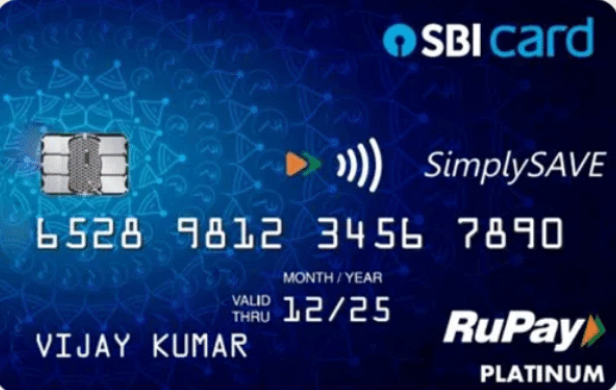 SBI card
SimplySAVE
6528 9812 3456 7890
MONTH / YEAR
VALID THRU 12/25
VIJAY KUMAR
RuPay
PLATINUM